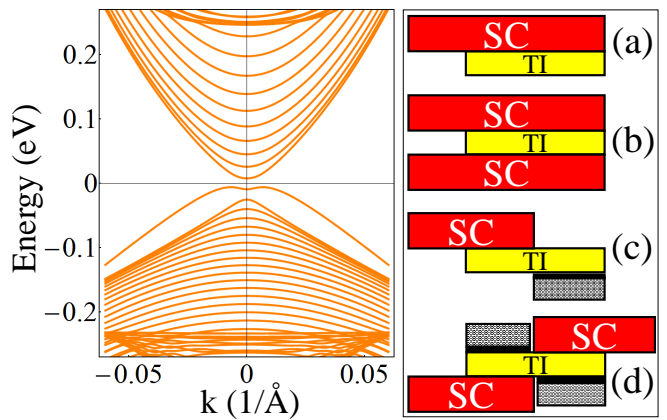 Energy (eV)
0.2
0.1
0
−0.1
−0.2
−0.05
0
0.05
k (1/Å)
SC
TI
(a)
SC
TI
SC
(b)
SC
TI
(c)
SC
TI
SC
(d)